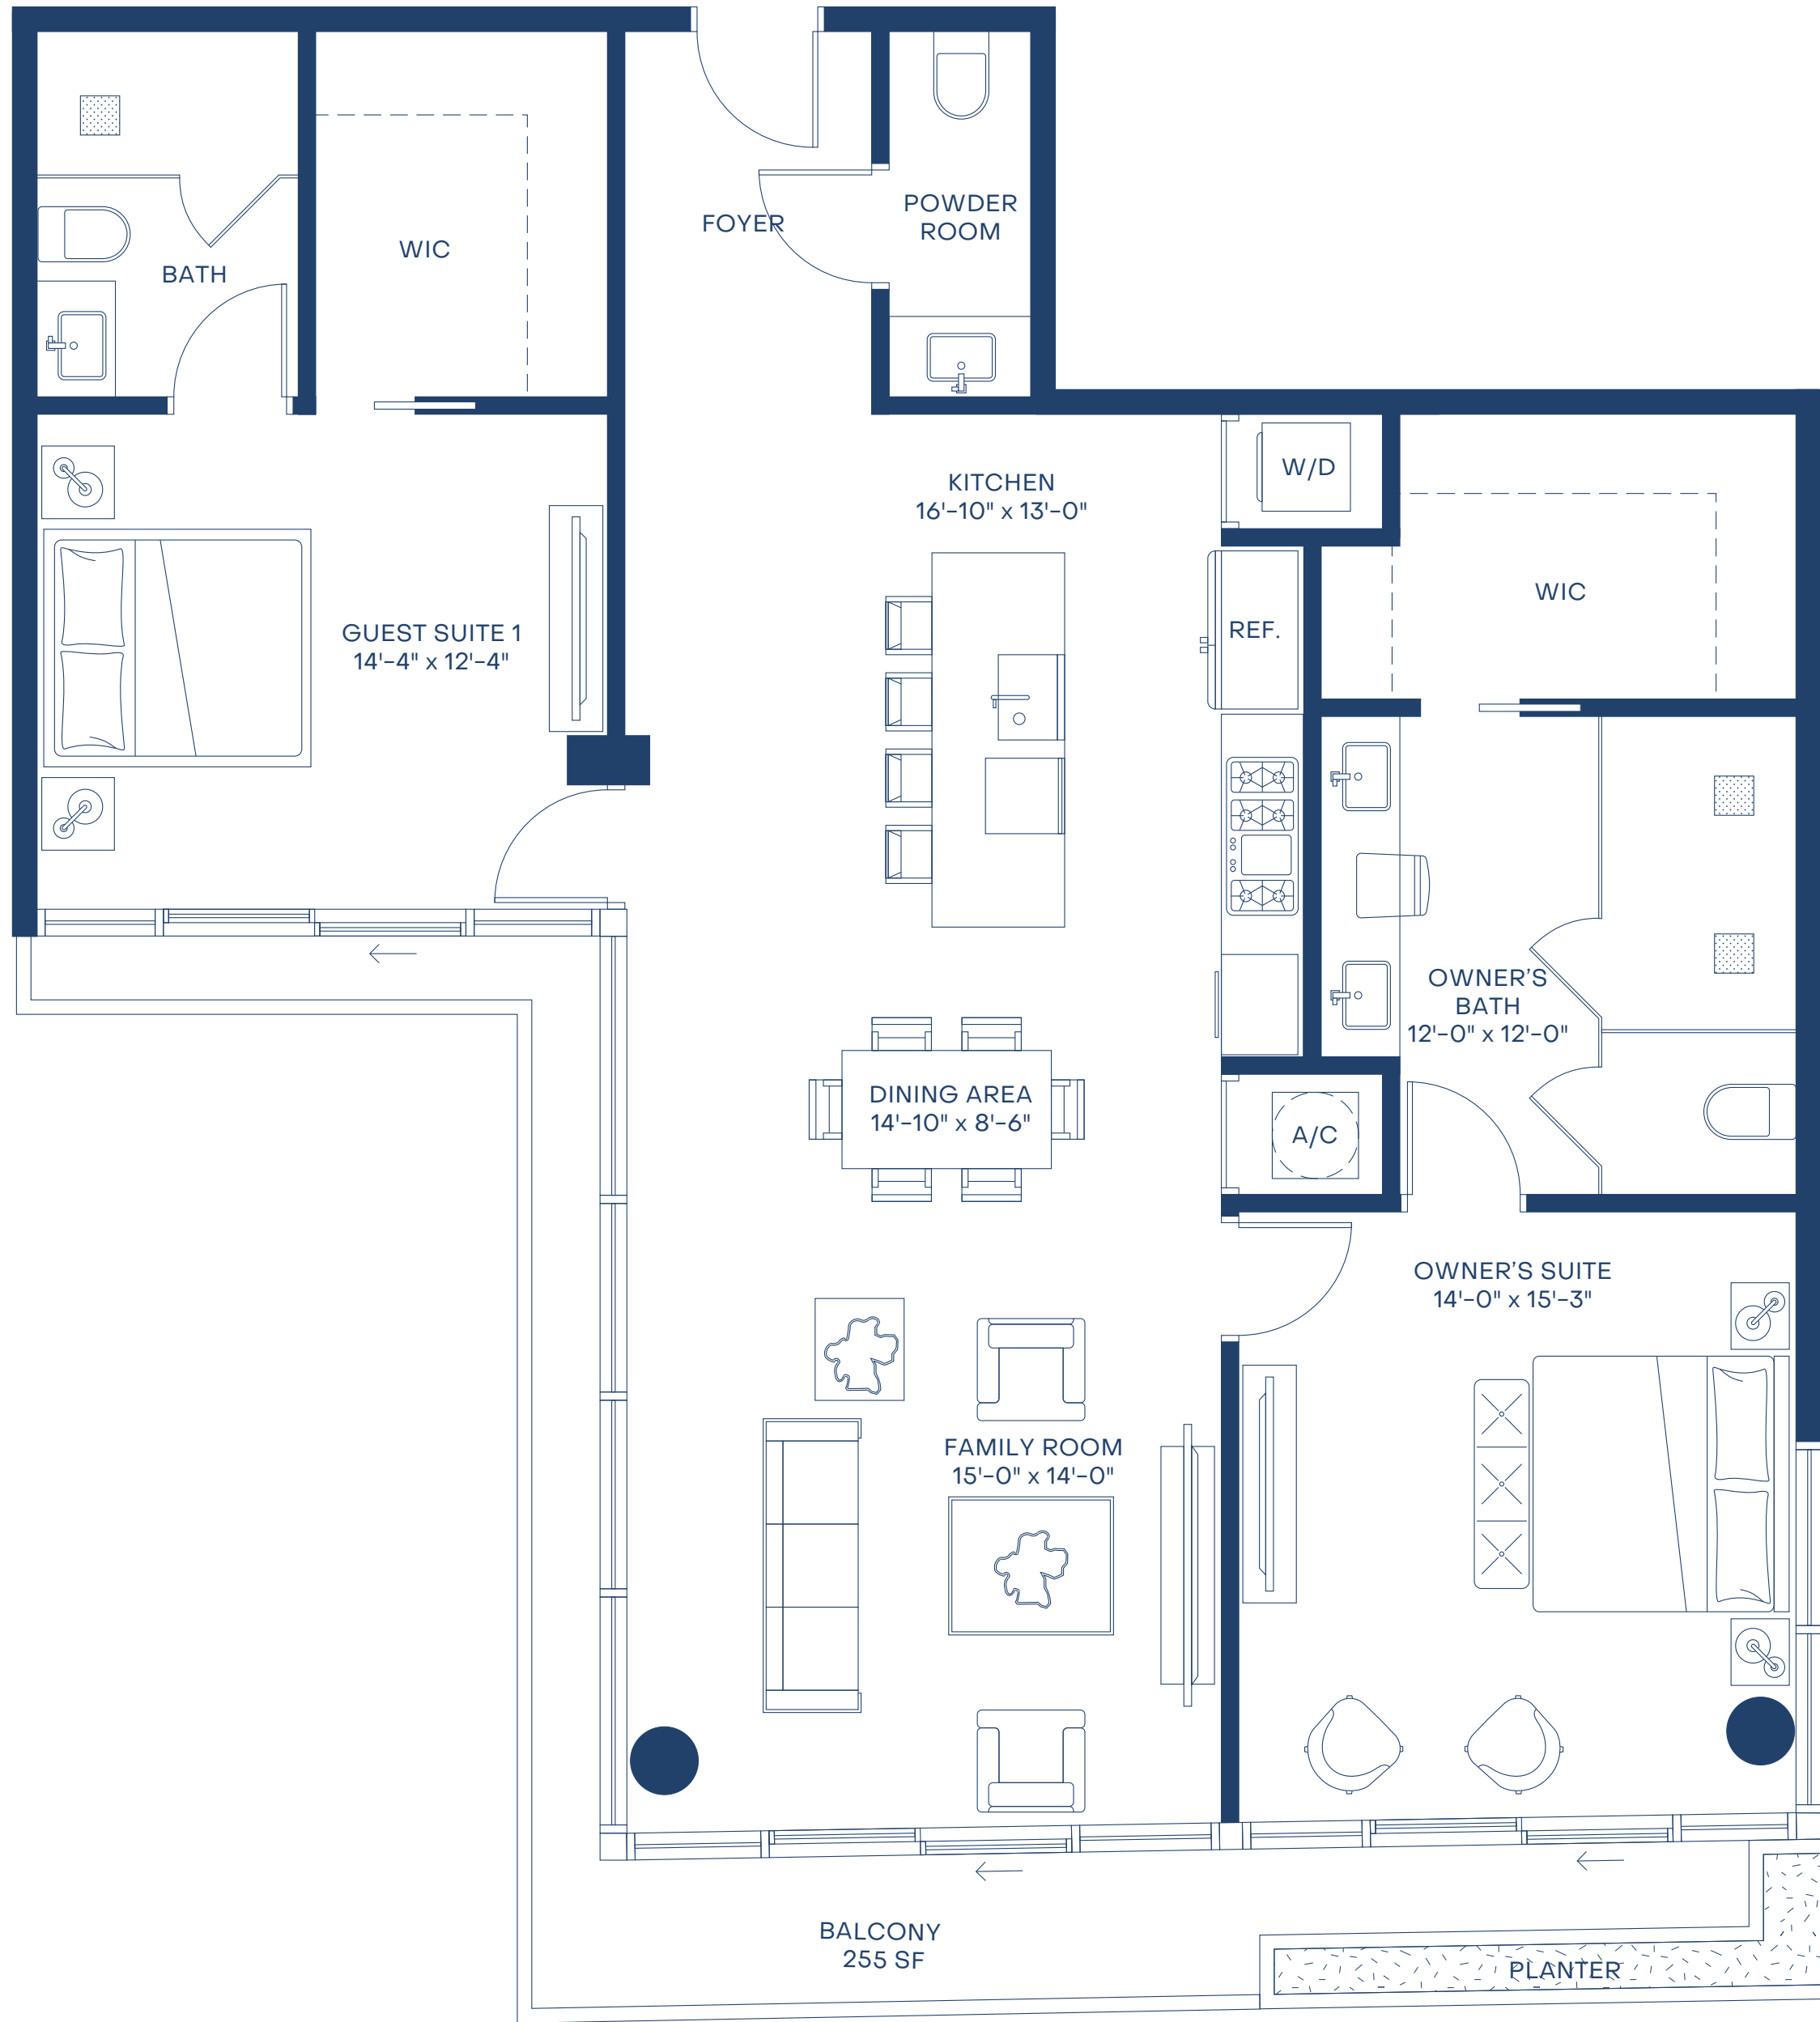 POWDER
ROOM
FOYER
WIC
BATH
W/D
KITCHEN
16'-10" x 13'-0"
WIC
REF.
GUEST SUITE 1
14'-4" x 12'-4"
OWNER'S
BATH
12'-0" x 12'-0"
DINING AREA
14'-10" x 8'-6"
A/C
OWNER'S SUITE
14'-0" x 15'-3"
FAMILY ROOM
15'-0" x 14'-0"
BALCONY
255 SF
PLANTER